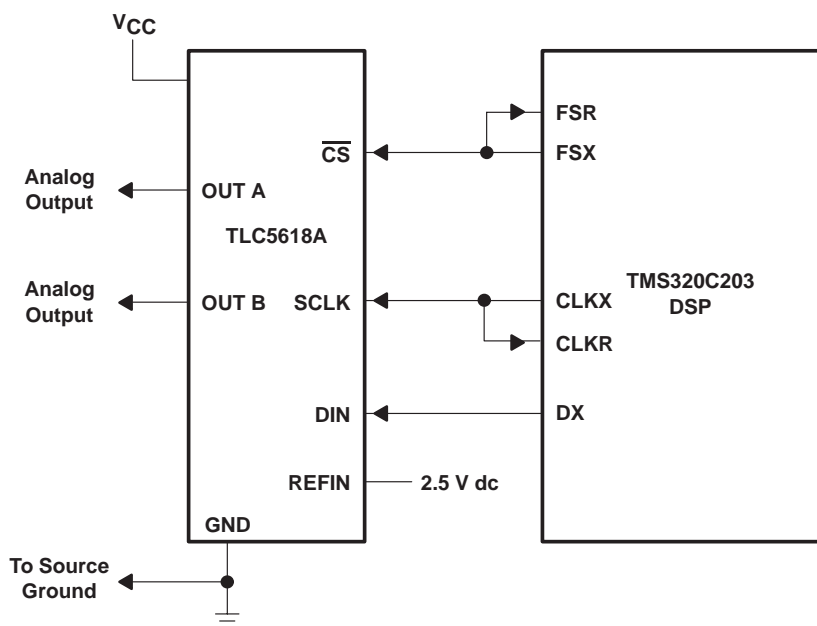 VCC
FSR
CS
FSX
Analog
Output
OUT A
TLC5618A
TMS320C203
DSP
Analog
Output
OUT B
SCLK
CLKX
CLKR
DIN
DX
REFIN
2.5 V dc
GND
To Source
Ground